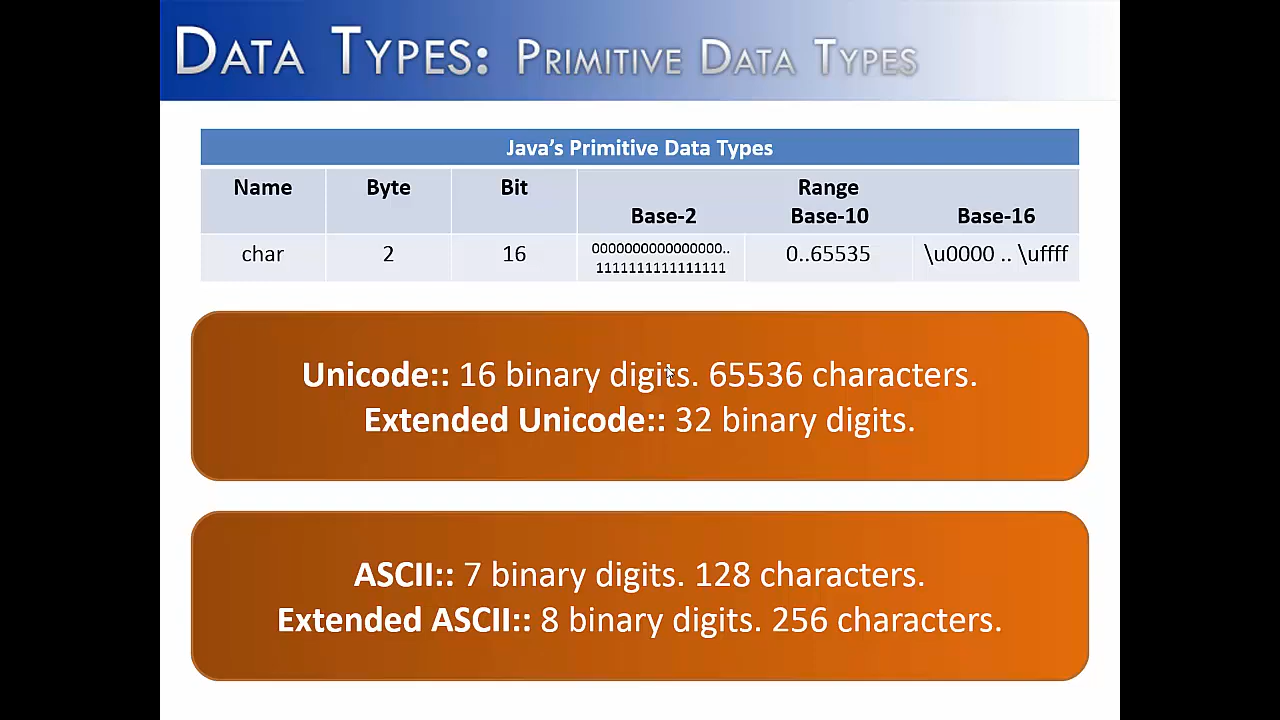 DATA TYPES: PRIMITIVE DATA TYPES
Java's Primitive Data Types
Name Byte Bit Range
Base-2 Base-10 Base-16
char 2 16 0000000000000000.. 0..65535 \u0000 .. \uffff
1111111111111111
Unicode:: 16 binary digits. 65536 characters.
Extended Unicode:: 32 binary digits.
ASCII:: 7 binary digits. 128 characters.
Extended ASCII:: 8 binary digits. 256 characters.